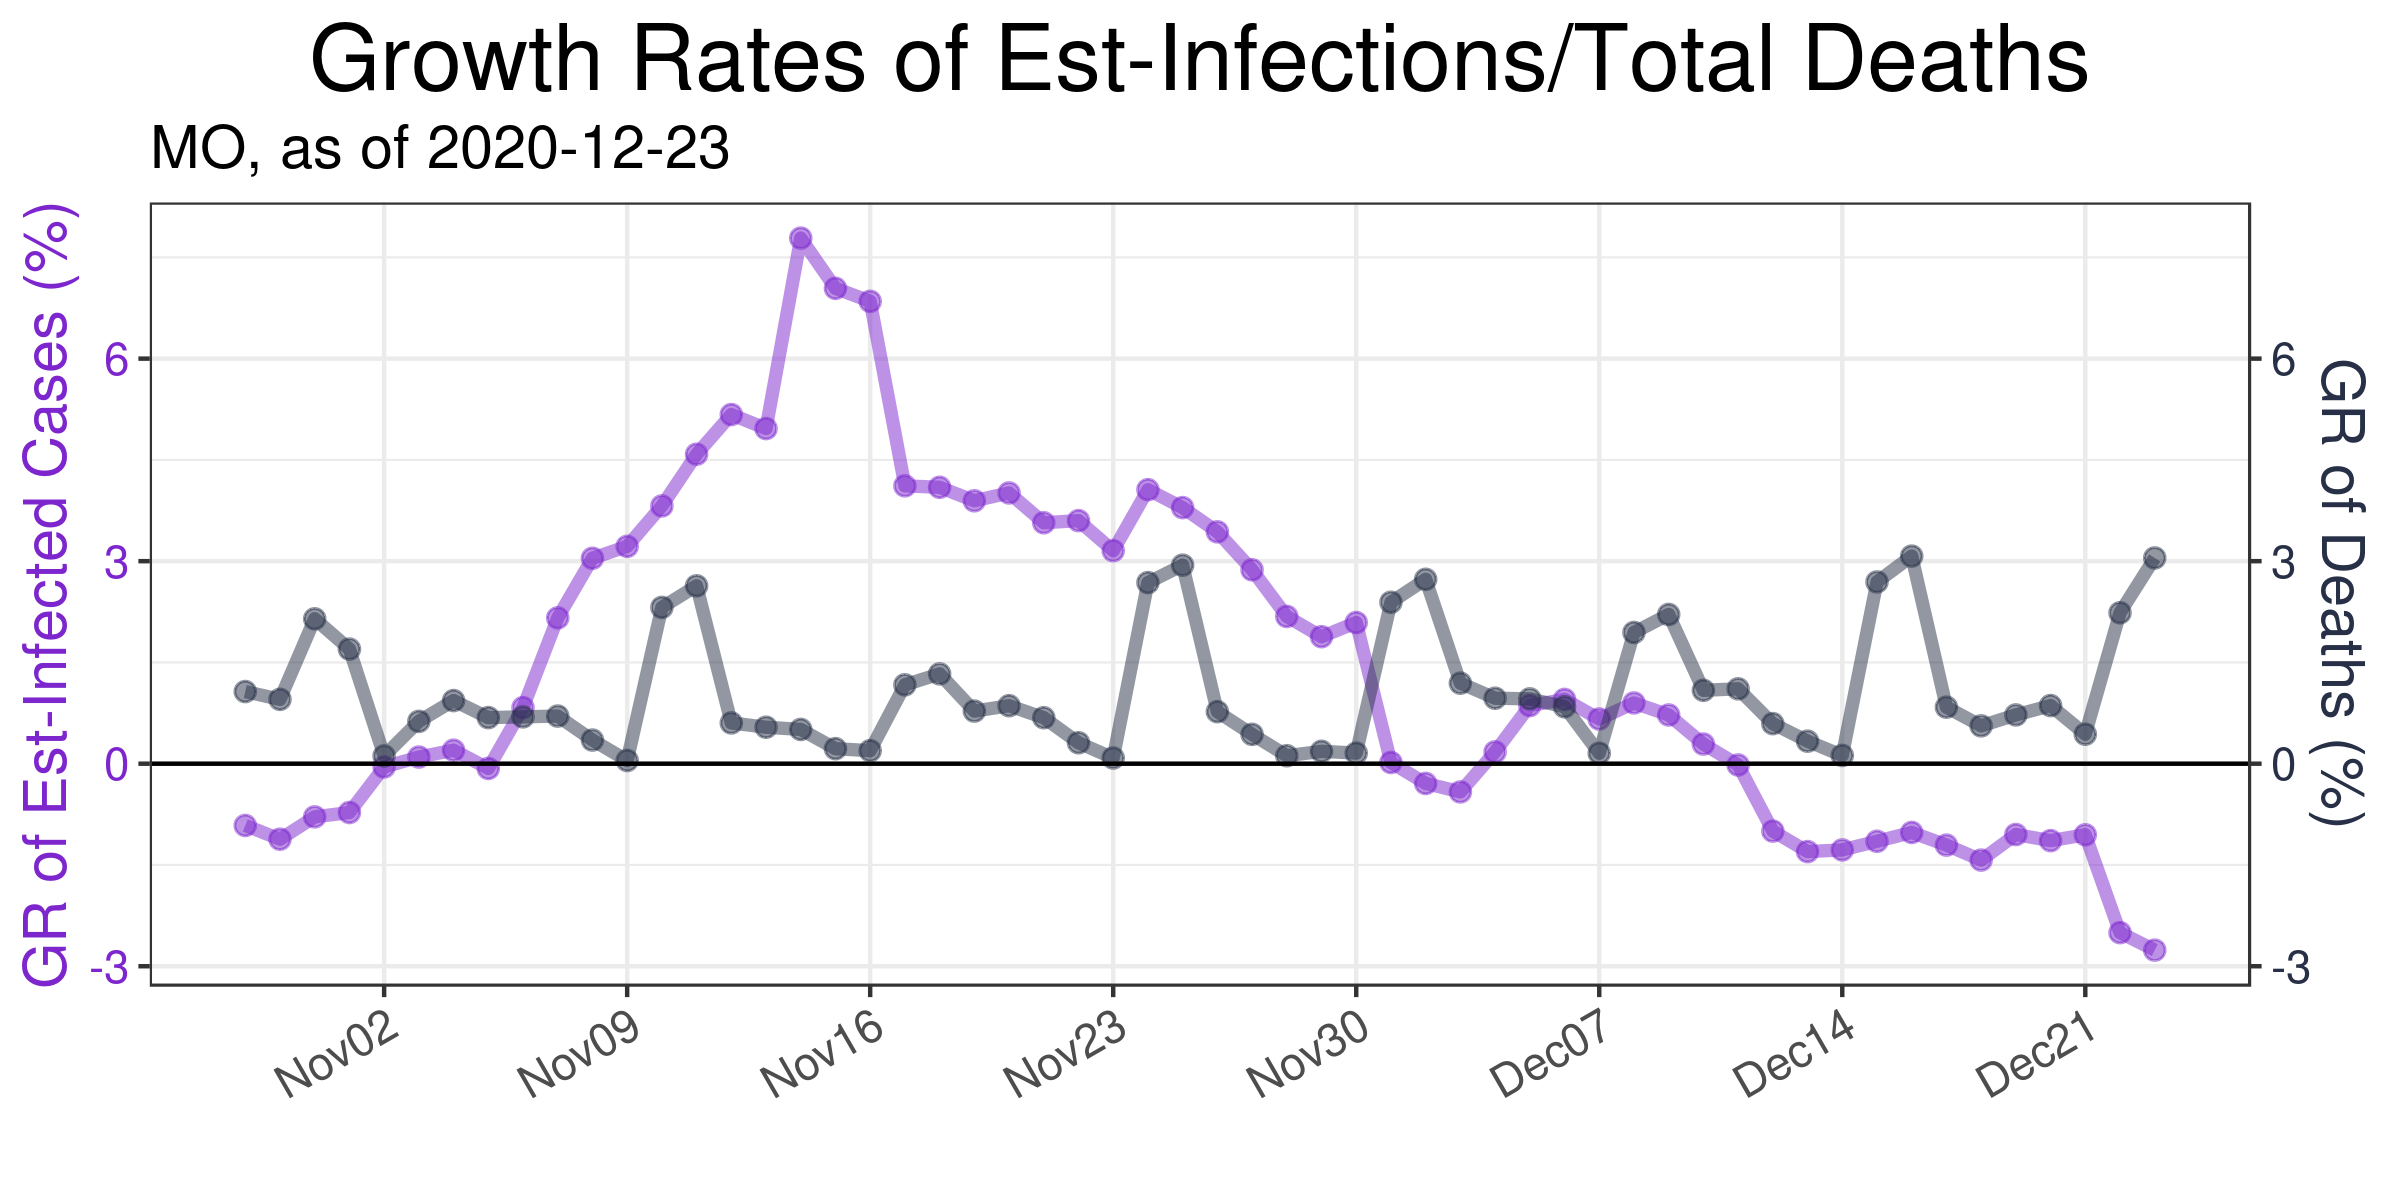 Growth Rates of Est-Infections/Total Deaths
MO, as of 2020-12-23
GR of Est-Infected Cases (%)
6
3
0
-3
6
3
0
-3
GR of Deaths (%)
Nov02
Nov09
Nov16
Nov23
Nov30
Dec07
Dec14
Dec21